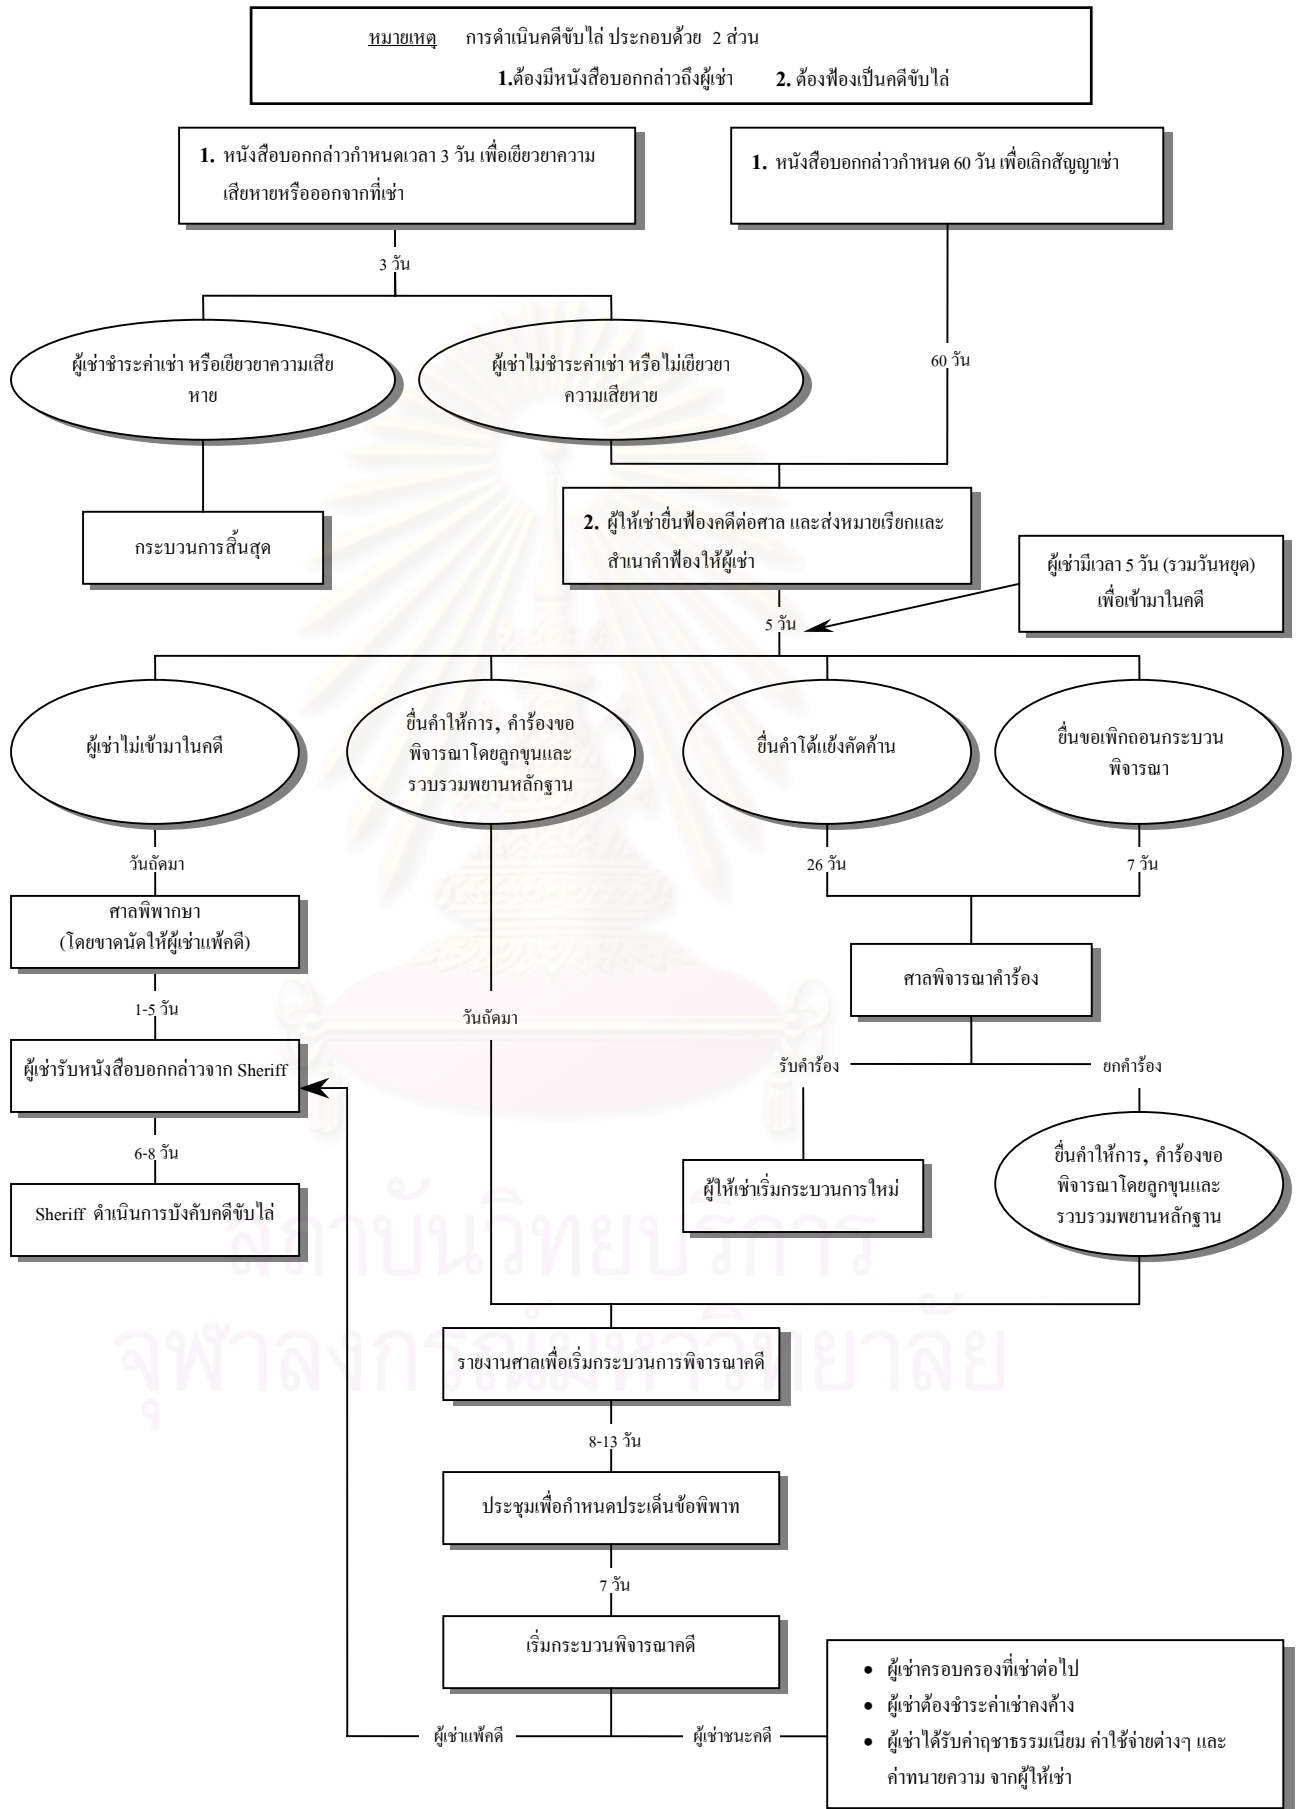 หมายเหตุ การดำเนินคดีขับไล่ ประกอบด้วย 2 ส่วน
1.ต้องมีหนังสือบอกกล่าวถึงผู้เช่า 2. ต้องฟ้องเป็นคดีขับไล่
1. หนังสือบอกกล่าวกำหนดเวลา 3 วัน เพื่อเยียวยาความ
เสียหายหรือออกจากที่เช่า
1. หนังสือบอกกล่าวกำหนด 60 วัน เพื่อเลิกสัญญาเช่า
3 วัน
60 วัน
ผู้เช่าชำระค่าเช่า หรือเยียวยาความเสีย
หาย
ผู้เช่าไม่ชำระค่าเช่า หรือไม่เยียวยา
ความเสียหาย
กระบวนการสิ้นสุด
2. ผู้ให้เช่ายื่นฟ้องคดีต่อศาล และส่งหมายเรียกและ
สำเนาคำฟ้องให้ผู้เช่า
ผู้เช่ามีเวลา 5 วัน (รวมวันหยุด)
เพื่อเข้ามาในคดี
5 วัน
ผู้เช่าไม่เข้ามาในคดี
ยื่นคำให้การ, คำร้องขอ
พิจารณาโดยลูกขุนและ
รวบรวมพยานหลักฐาน
ยื่นคำโต้แย้งคัดค้าน
ยื่นขอเพิกถอนกระบวน
พิจารณา
วันถัดมา
26 วัน
7 วัน
ศาลพิพากษา
(โดยขาดนัดให้ผู้เช่าแพ้คดี)
ศาลพิจารณาคำร้อง
1-5 วัน
วันถัดมา
ผู้เช่ารับหนังสือบอกกล่าวจาก Sheriff
รับคำร้อง
ยกคำร้อง
6-8 วัน
Sheriff ดำเนินการบังคับคดีขับไล่
ผู้ให้เช่าเริ่มกระบวนการใหม่
ยื่นคำให้การ, คำร้องขอ
พิจารณาโดยลูกขุนและ
รวบรวมพยานหลักฐาน
สถาบันวิทยบริการ
จุฬาลงกรณ์มหาวิทยาลัย
รายงานศาลเพื่อเริ่มกระบวนการพิจารณาคดี
8-13 วัน
ประชุมเพื่อกำหนดประเด็นข้อพิพาท
7 วัน
เริ่มกระบวนพิจารณาคดี
ผู้เช่าแพ้คดี
ผู้เช่าชนะคดี
• ผู้เช่าครอบครองที่เช่าต่อไป
• ผู้เช่าต้องชำระค่าเช่าคงค้าง
• ผู้เช่าได้รับค่าฤชาธรรมเนียม ค่าใช้จ่ายต่างๆ และ
ค่าทนายความ จากผู้ให้เช่า